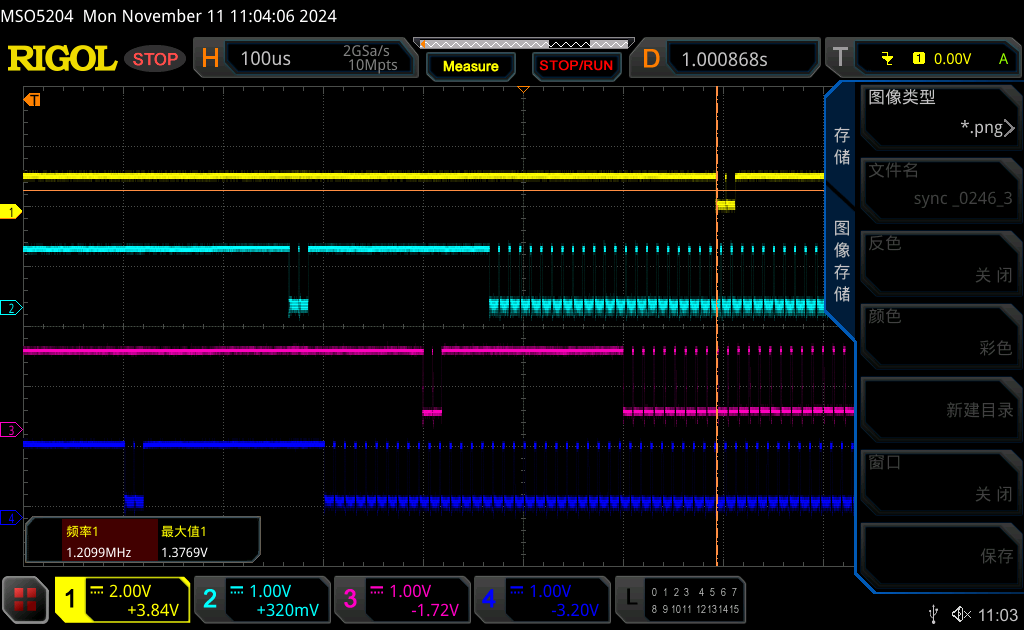 MSO5204 Mon November 11 11:04:06 2024
RIGOL STOP H 100us 2GSa/s 10Mpts Measure STOP/RUN D 1.000868s T 1 0.00V A
T
图像类型
*.png
存储
文件名
sync _0246_3
图像存储
反色
关闭
颜色
彩色
新建目录
窗口
关闭
保存
1
2
3
4
频率1 最大值1
1.2099MHz 1.3769V
1 2.00V +3.84V
2 1.00V +320mV
3 1.00V -1.72V
4 1.00V -3.20V
L 0 1 2 3 4 5 6 7
8 9 10 11 12 13 14 15
11:03